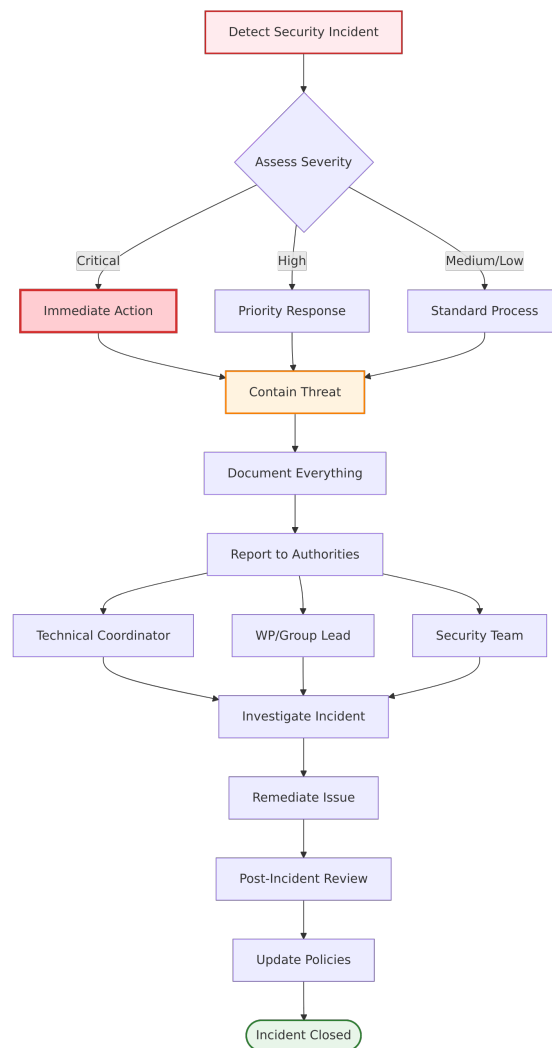 Detect Security Incident
Assess Severity
Critical
High
Medium/Low
Immediate Action
Priority Response
Standard Process
Contain Threat
Document Everything
Report to Authorities
Technical Coordinator
WP/Group Lead
Security Team
Investigate Incident
Remediate Issue
Post-Incident Review
Update Policies
Incident Closed